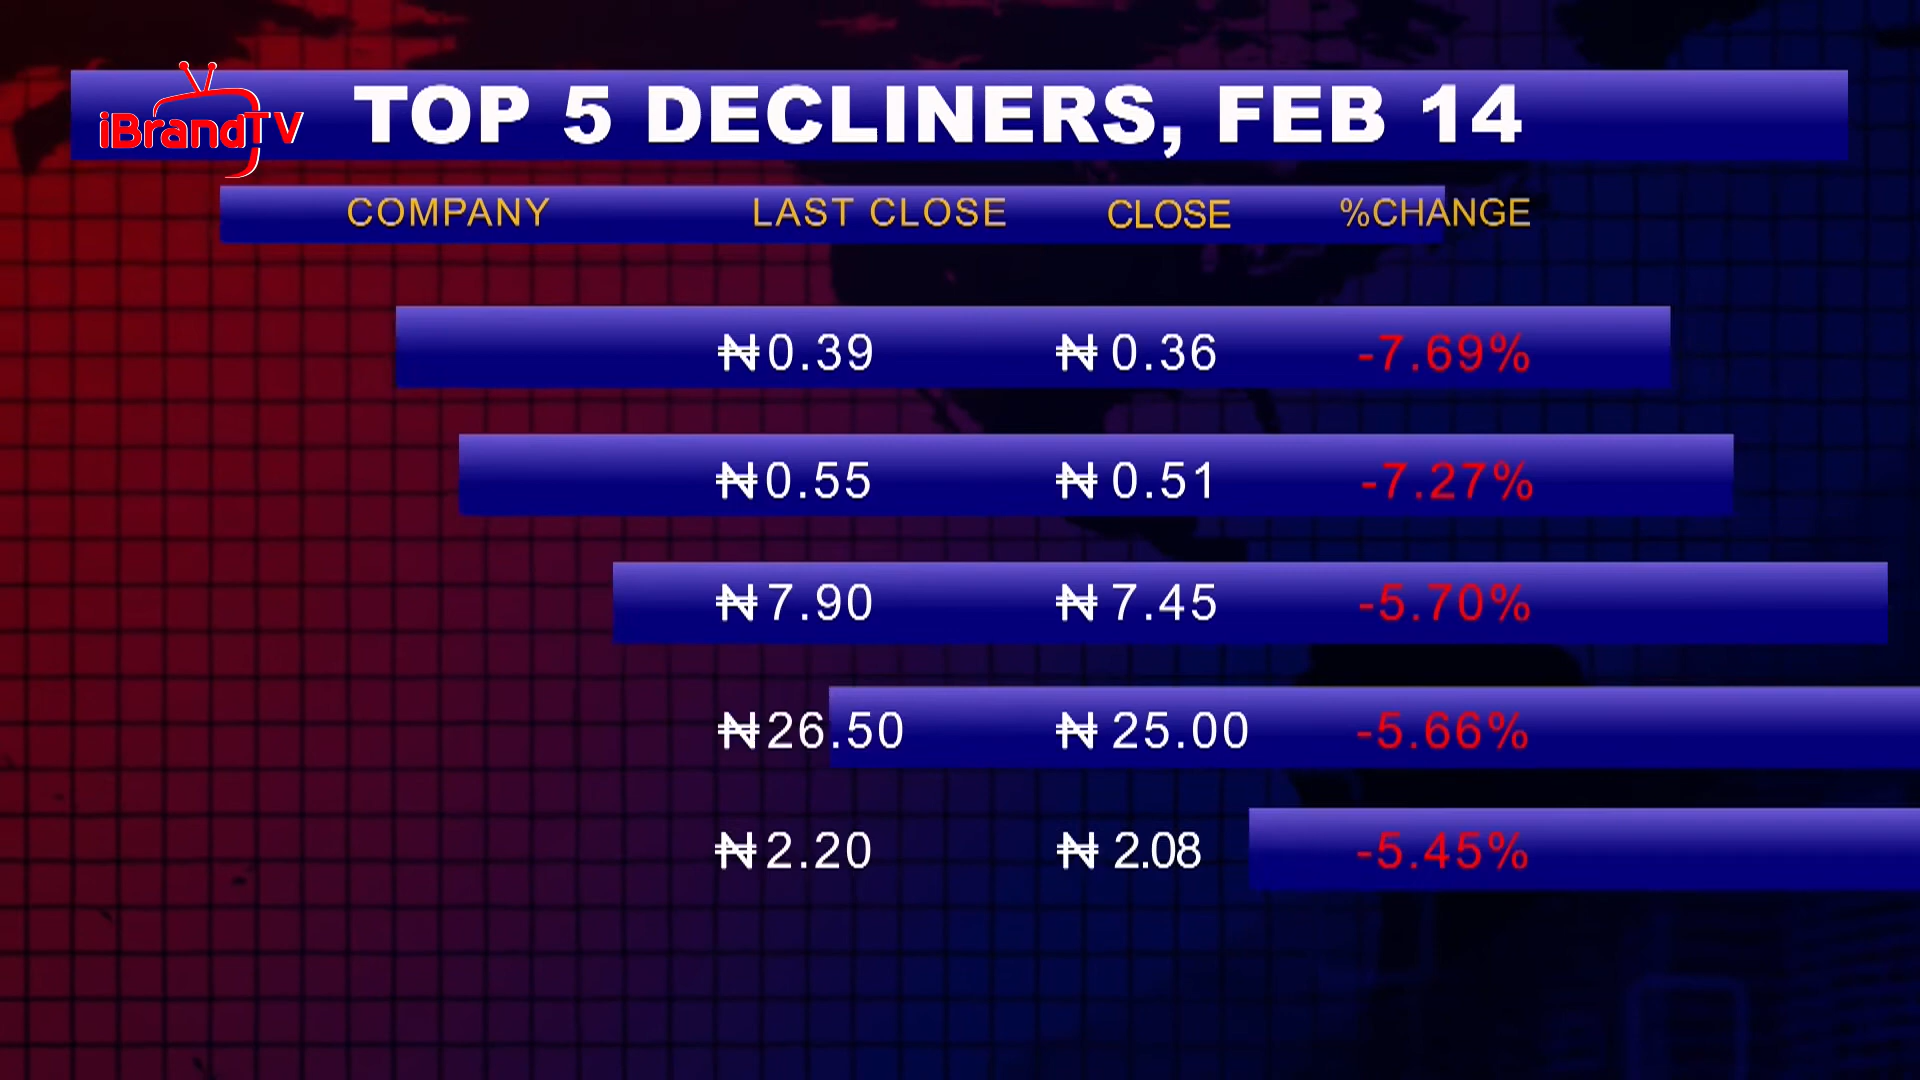 iBrandTV
TOP 5 DECLINERS, FEB 14
COMPANY LAST CLOSE CLOSE %CHANGE
₦0.39 ₦ 0.36 -7.69%
₦0.55 ₦ 0.51 -7.27%
₦7.90 ₦ 7.45 -5.70%
₦26.50 ₦ 25.00 -5.66%
₦2.20 ₦ 2.08 -5.45%